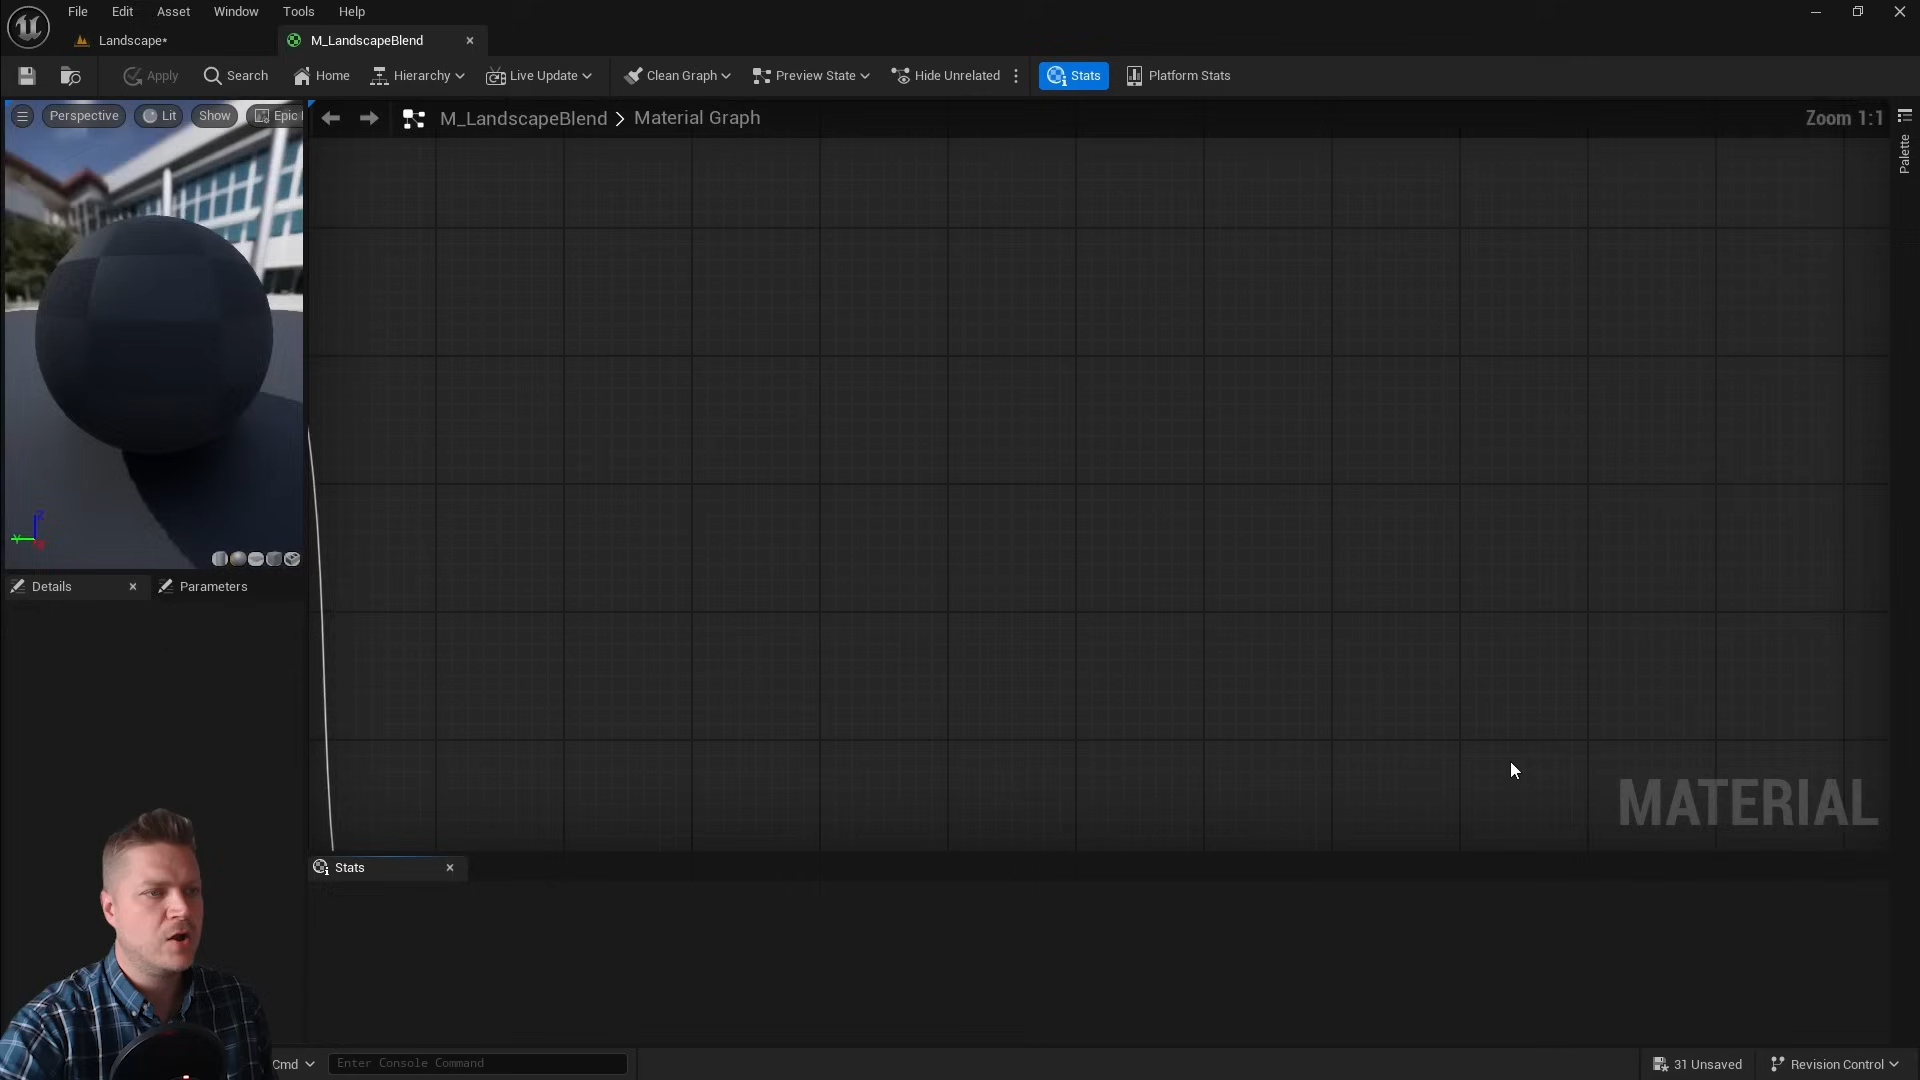 File Edit Asset Window Tools Help
Landscape* M_LandscapeBlend
Apply Search Home Hierarchy Live Update Clean Graph Preview State Hide Unrelated Stats Platform Stats
Perspective Lit Show Epic
M_LandscapeBlend > Material Graph Zoom 1:1
Palette
Z
Y
Details Parameters
MATERIAL
Stats
Cmd Enter Console Command 31 Unsaved Revision Control